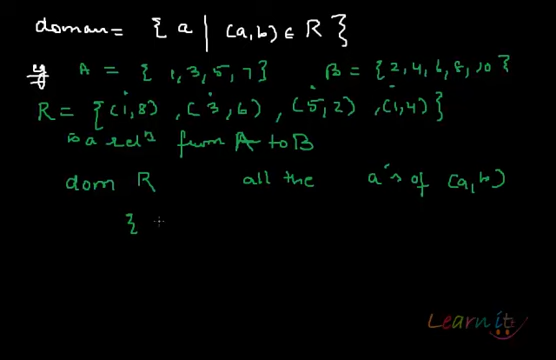 doman = { a | (a,b) ∈ R }
eg A = { 1, 3, 5, 7 } B = { 2, 4, 6, 8, 10 }
R = { (1,8) , (3,6) , (5,2) , (1,4) }
is a relⁿ from A to B
dom R all the a's of (a,b)
{
Learnit